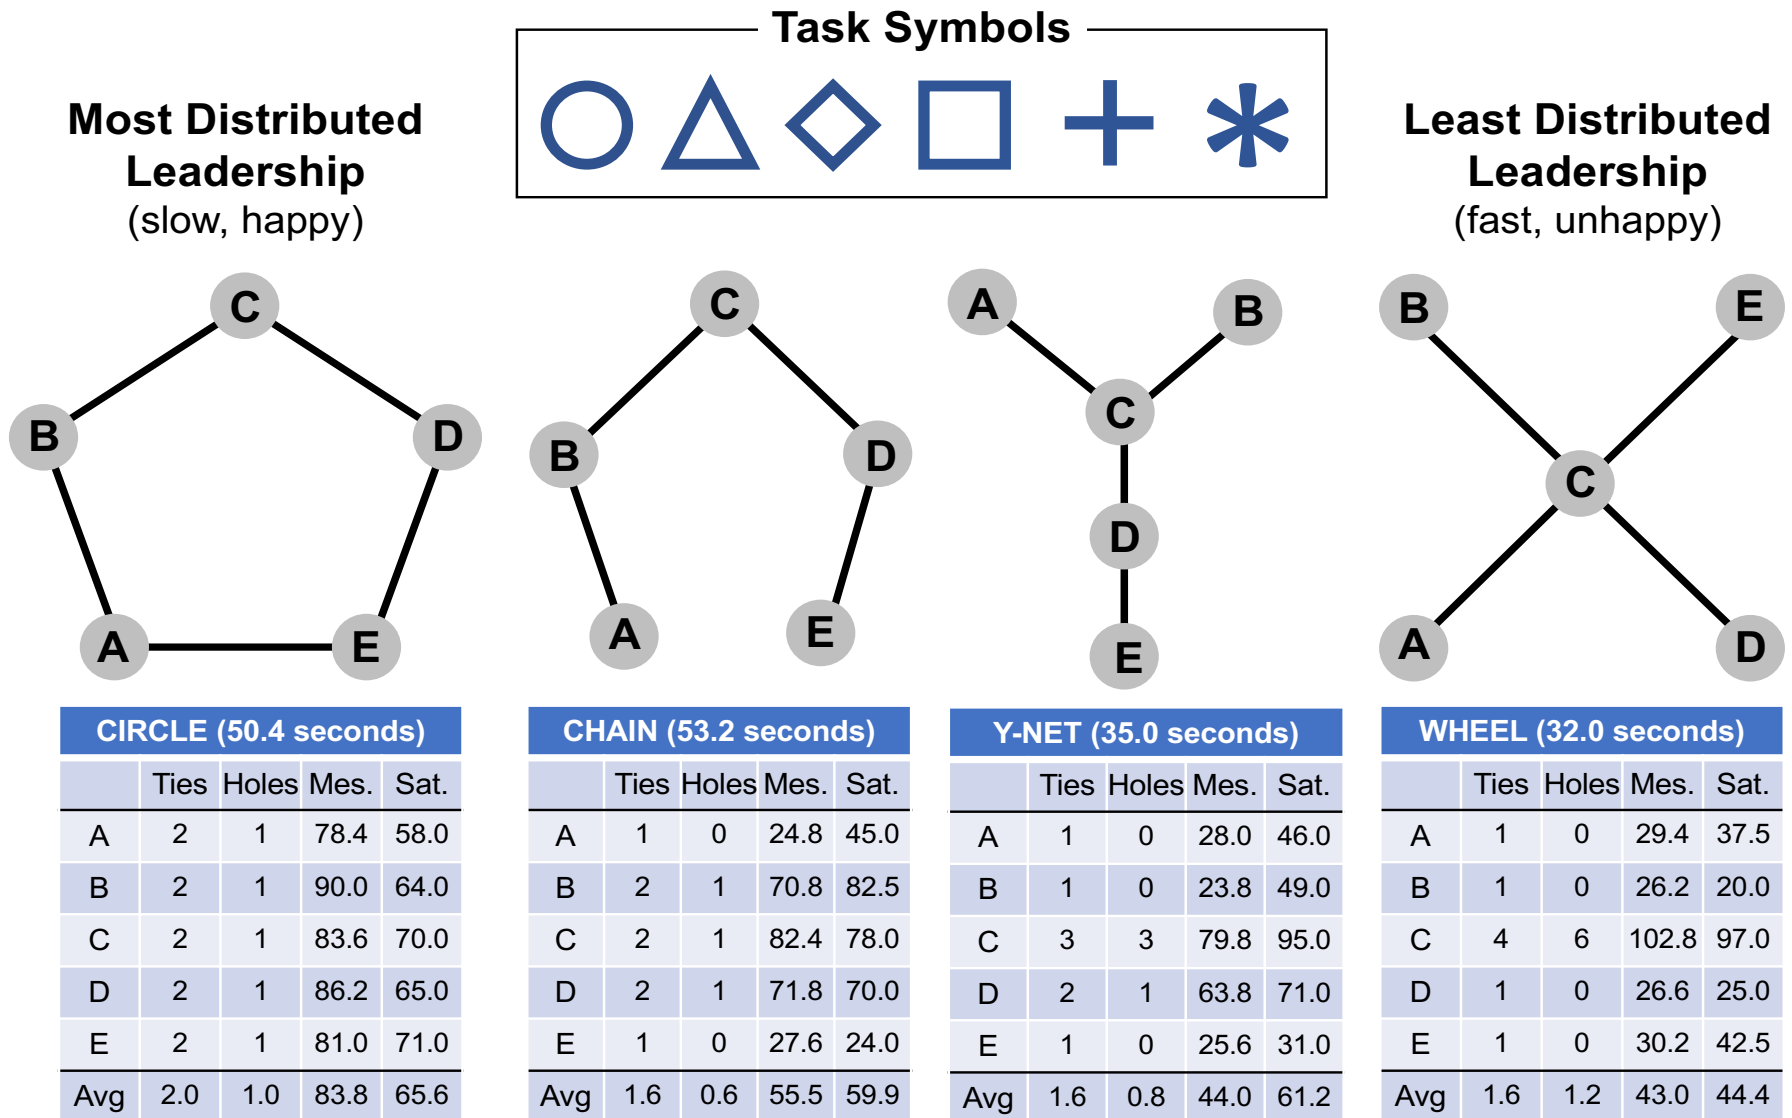 Task Symbols
Most Distributed
Leadership
(slow, happy)
Least Distributed
Leadership
(fast, unhappy)
C
B
D
A
E
C
B
D
A
E
A
B
C
D
E
B
E
C
A
D
CIRCLE (50.4 seconds)
Ties Holes Mes. Sat.
A 2 1 78.4 58.0
B 2 1 90.0 64.0
C 2 1 83.6 70.0
D 2 1 86.2 65.0
E 2 1 81.0 71.0
Avg 2.0 1.0 83.8 65.6
CHAIN (53.2 seconds)
Ties Holes Mes. Sat.
A 1 0 24.8 45.0
B 2 1 70.8 82.5
C 2 1 82.4 78.0
D 2 1 71.8 70.0
E 1 0 27.6 24.0
Avg 1.6 0.6 55.5 59.9
Y-NET (35.0 seconds)
Ties Holes Mes. Sat.
A 1 0 28.0 46.0
B 1 0 23.8 49.0
C 3 3 79.8 95.0
D 2 1 63.8 71.0
E 1 0 25.6 31.0
Avg 1.6 0.8 44.0 61.2
WHEEL (32.0 seconds)
Ties Holes Mes. Sat.
A 1 0 29.4 37.5
B 1 0 26.2 20.0
C 4 6 102.8 97.0
D 1 0 26.6 25.0
E 1 0 30.2 42.5
Avg 1.6 1.2 43.0 44.4